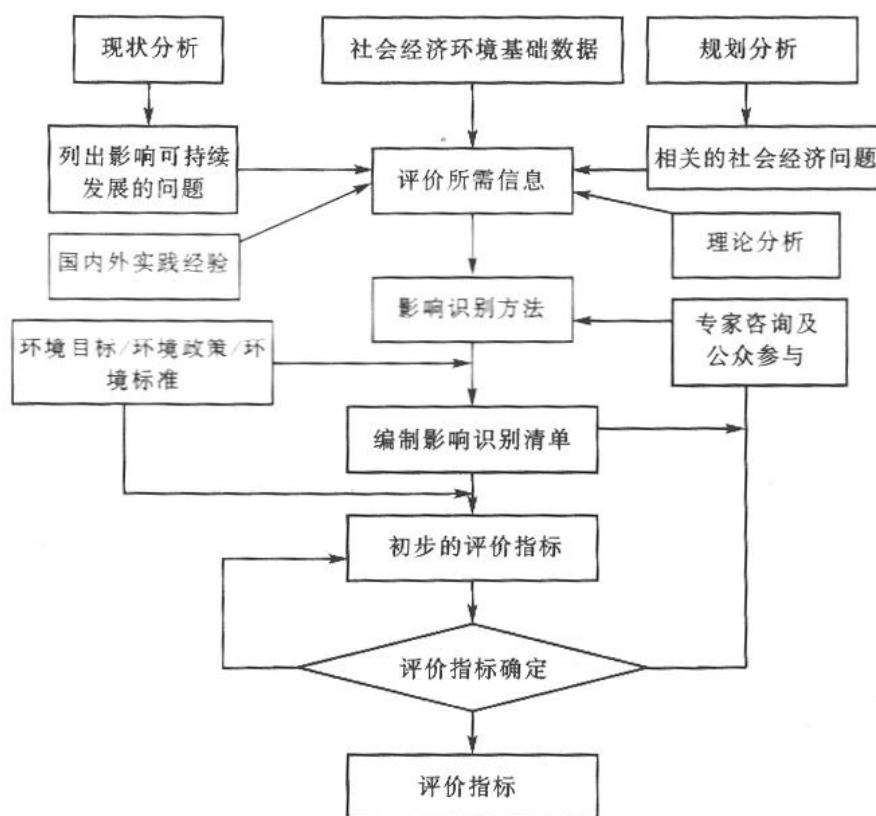 现状分析
社会经济环境基础数据
规划分析
列出影响可持续
发展的问题
评价所需信息
相关的社会经济问题
国内外实践经验
理论分析
影响识别方法
专家咨询及
公众参与
环境目标/环境政策/环
境标准
编制影响识别清单
初步的评价指标
评价指标确定
评价指标